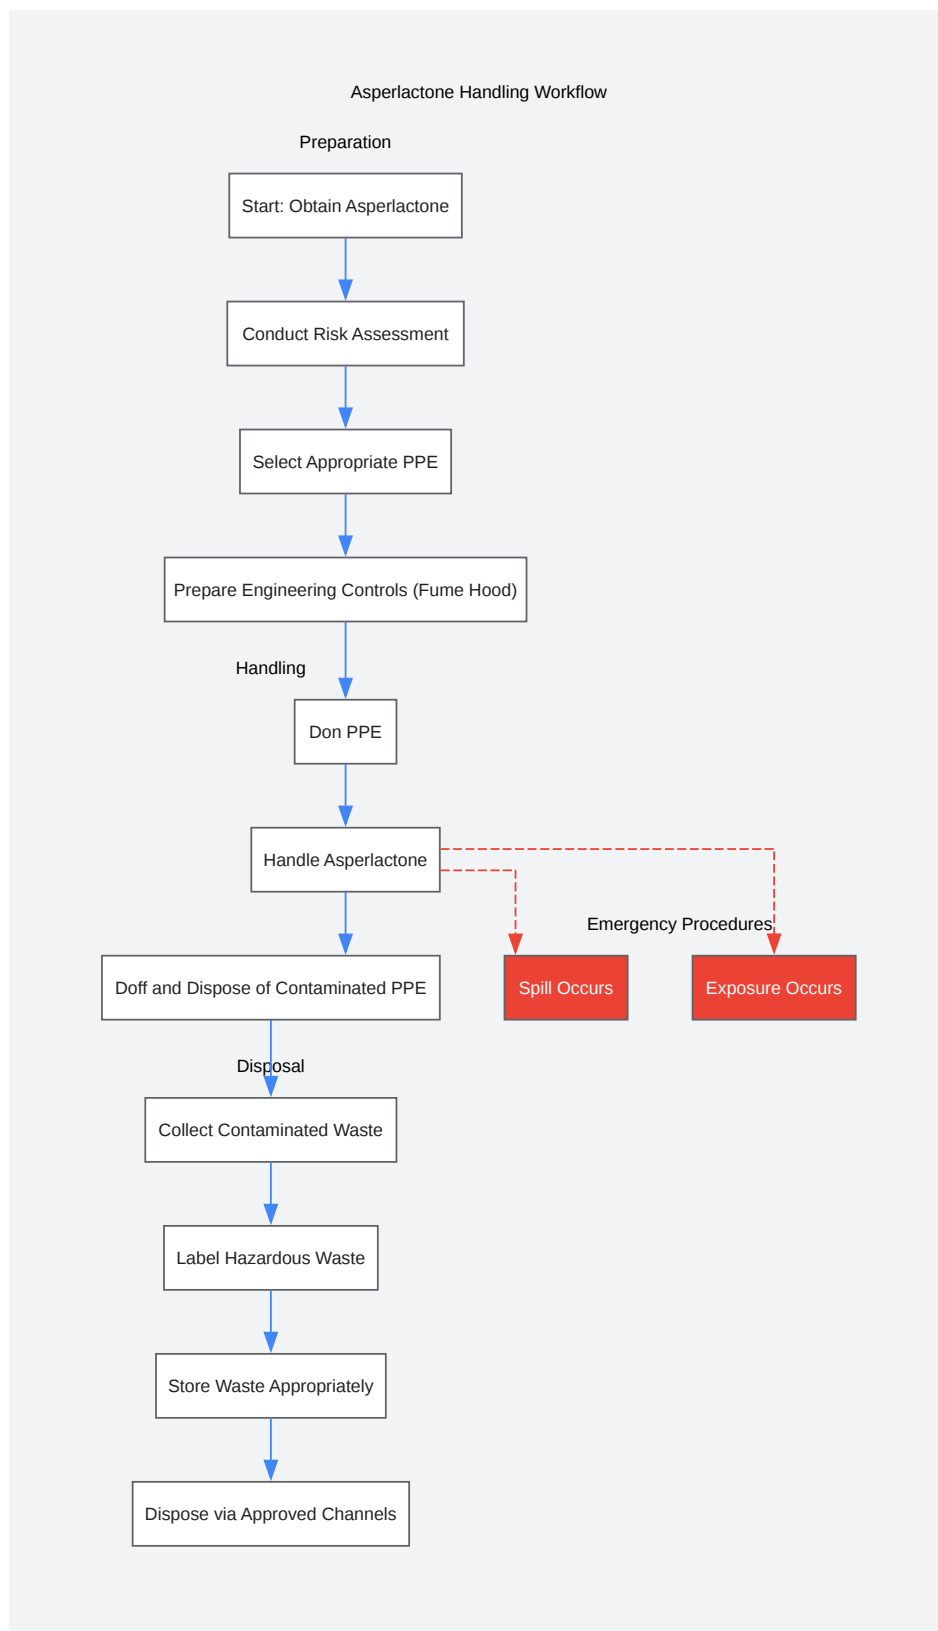 Asperlactone Handling Workflow
Preparation
Start: Obtain Asperlactone
Conduct Risk Assessment
Select Appropriate PPE
Prepare Engineering Controls (Fume Hood)
Handling
Don PPE
Handle Asperlactone
Emergency Procedures
Doff and Dispose of Contaminated PPE
Spill Occurs
Exposure Occurs
Disposal
Collect Contaminated Waste
Label Hazardous Waste
Store Waste Appropriately
Dispose via Approved Channels